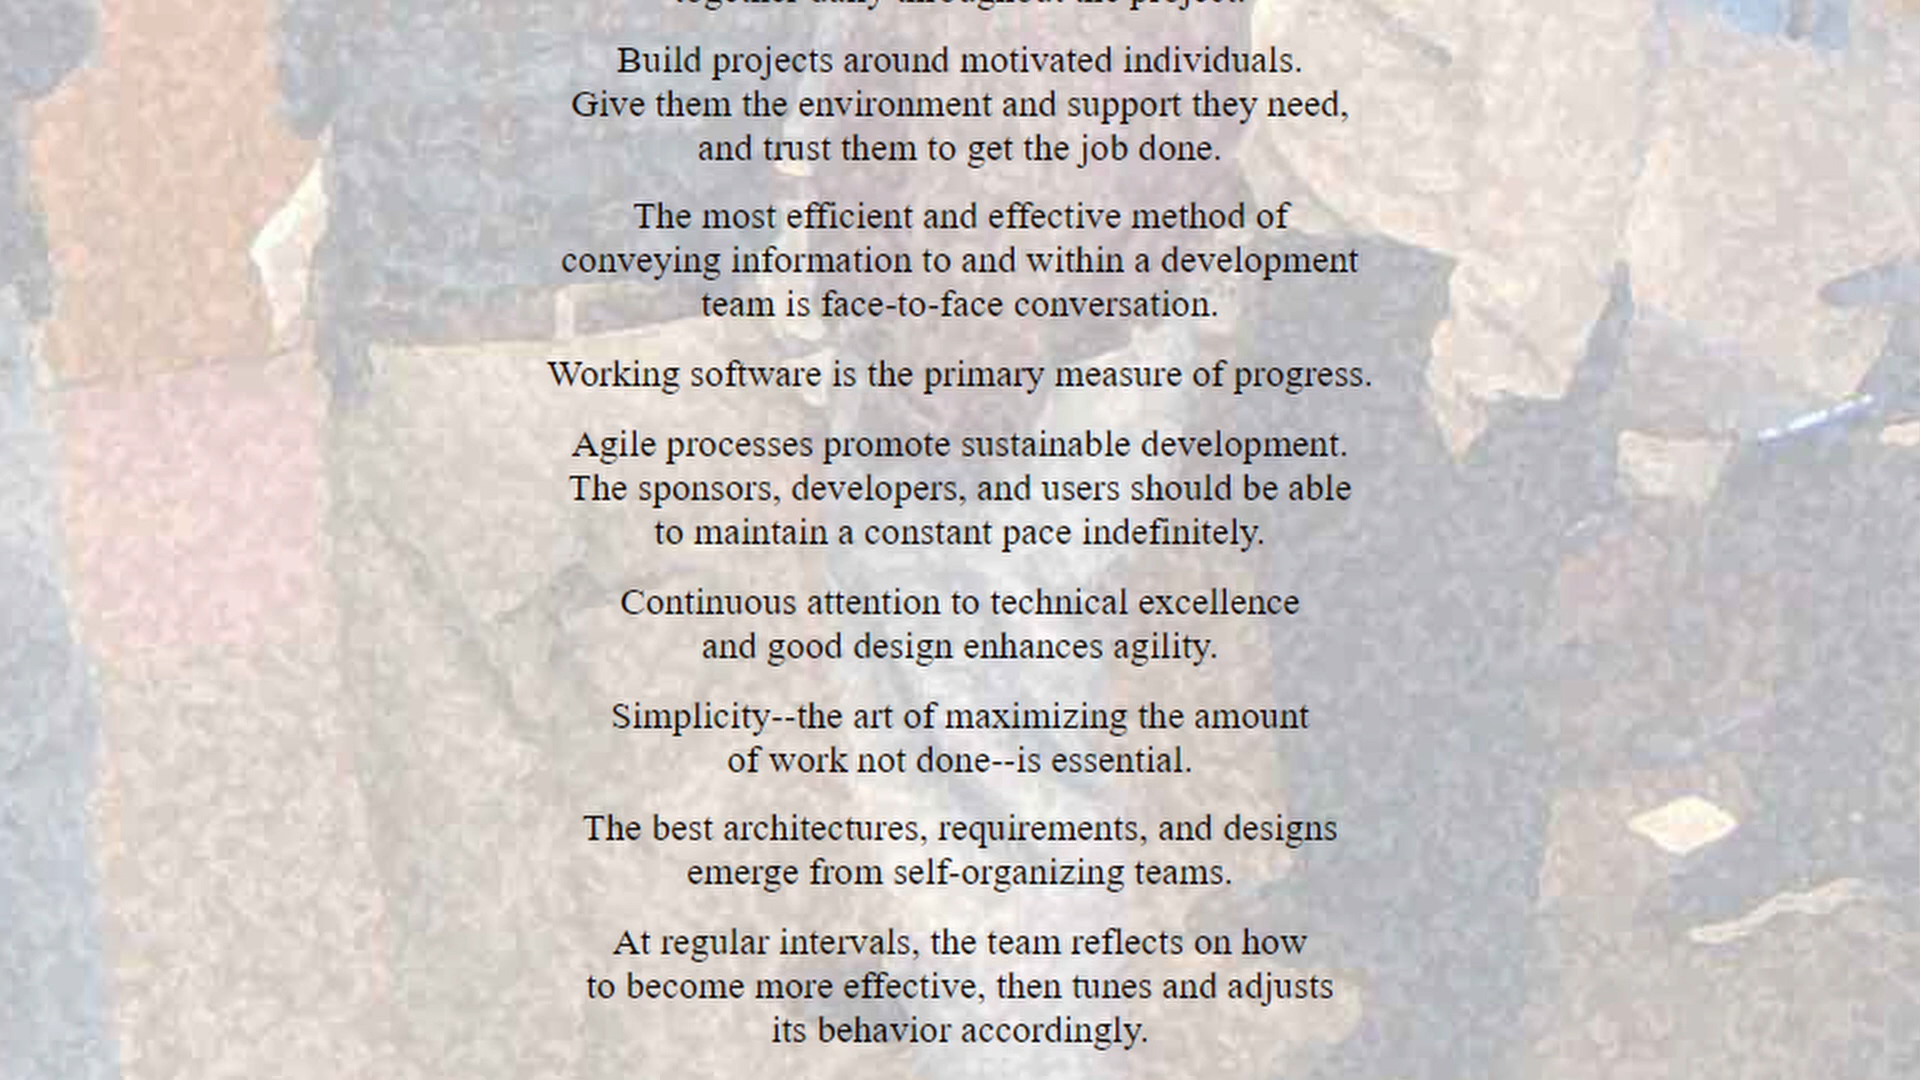 together daily throughout the project.
Build projects around motivated individuals.
Give them the environment and support they need,
and trust them to get the job done.
The most efficient and effective method of
conveying information to and within a development
team is face-to-face conversation.
Working software is the primary measure of progress.
Agile processes promote sustainable development.
The sponsors, developers, and users should be able
to maintain a constant pace indefinitely.
Continuous attention to technical excellence
and good design enhances agility.
Simplicity--the art of maximizing the amount
of work not done--is essential.
The best architectures, requirements, and designs
emerge from self-organizing teams.
At regular intervals, the team reflects on how
to become more effective, then tunes and adjusts
its behavior accordingly.